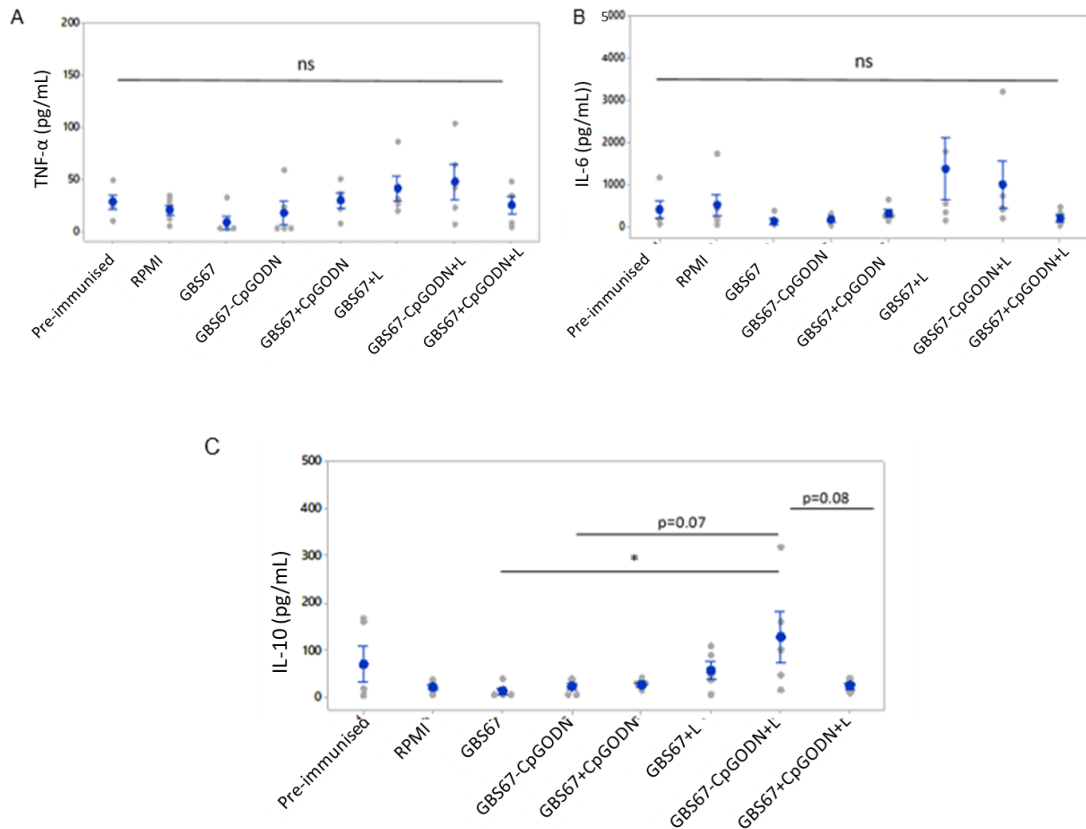 A
TNF-α (pg/mL)
200
150
100
50
0
ns
Pre-immunised
RPMI
GBS67
GBS67-CpGODN
GBS67+CpGODN
GBS67+L
GBS67-CpGODN+L
GBS67+CpGODN+L
B
IL-6 (pg/mL))
5000
4000
3000
2000
1000
0
ns
Pre-immunised
RPMI
GBS67
GBS67-CpGODN
GBS67+CpGODN
GBS67+L
GBS67-CpGODN+L
GBS67+CpGODN+L
C
IL-10 (pg/mL)
500
400
300
200
100
0
p=0.08
p=0.07
*
Pre-immunised
RPMI
GBS67
GBS67-CpGODN
GBS67+CpGODN
GBS67+L
GBS67-CpGODN+L
GBS67+CpGODN+L